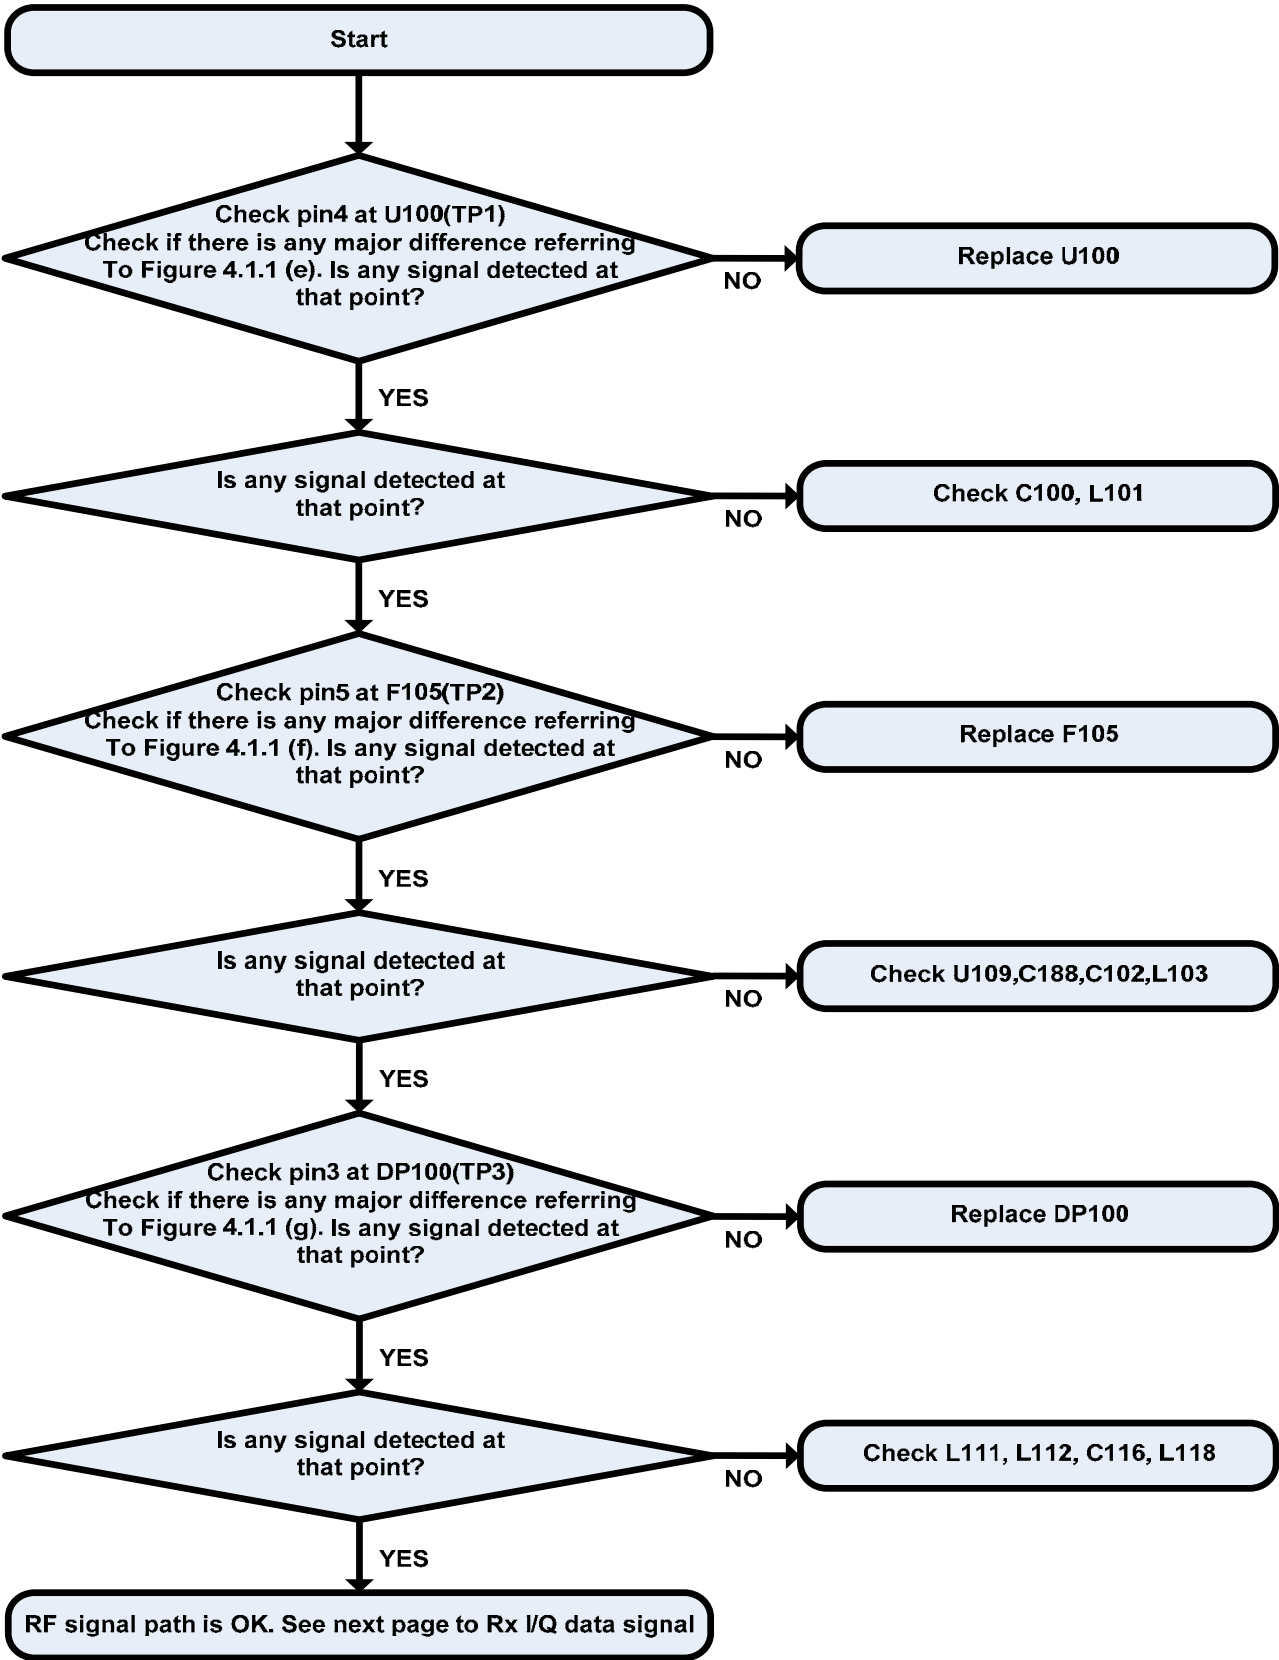 Start
Check pin4 at U100(TP1)
Check if there is any major difference referring
To Figure 4.1.1 (e). Is any signal detected at
that point?
NO
Replace U100
YES
Is any signal detected at
that point?
NO
Check C100, L101
YES
Check pin5 at F105(TP2)
Check if there is any major difference referring
To Figure 4.1.1 (f). Is any signal detected at
that point?
NO
Replace F105
YES
Is any signal detected at
that point?
NO
Check U109,C188,C102,L103
YES
Check pin3 at DP100(TP3)
Check if there is any major difference referring
To Figure 4.1.1 (g). Is any signal detected at
that point?
NO
Replace DP100
YES
Is any signal detected at
that point?
NO
Check L111, L112, C116, L118
YES
RF signal path is OK. See next page to Rx I/Q data signal